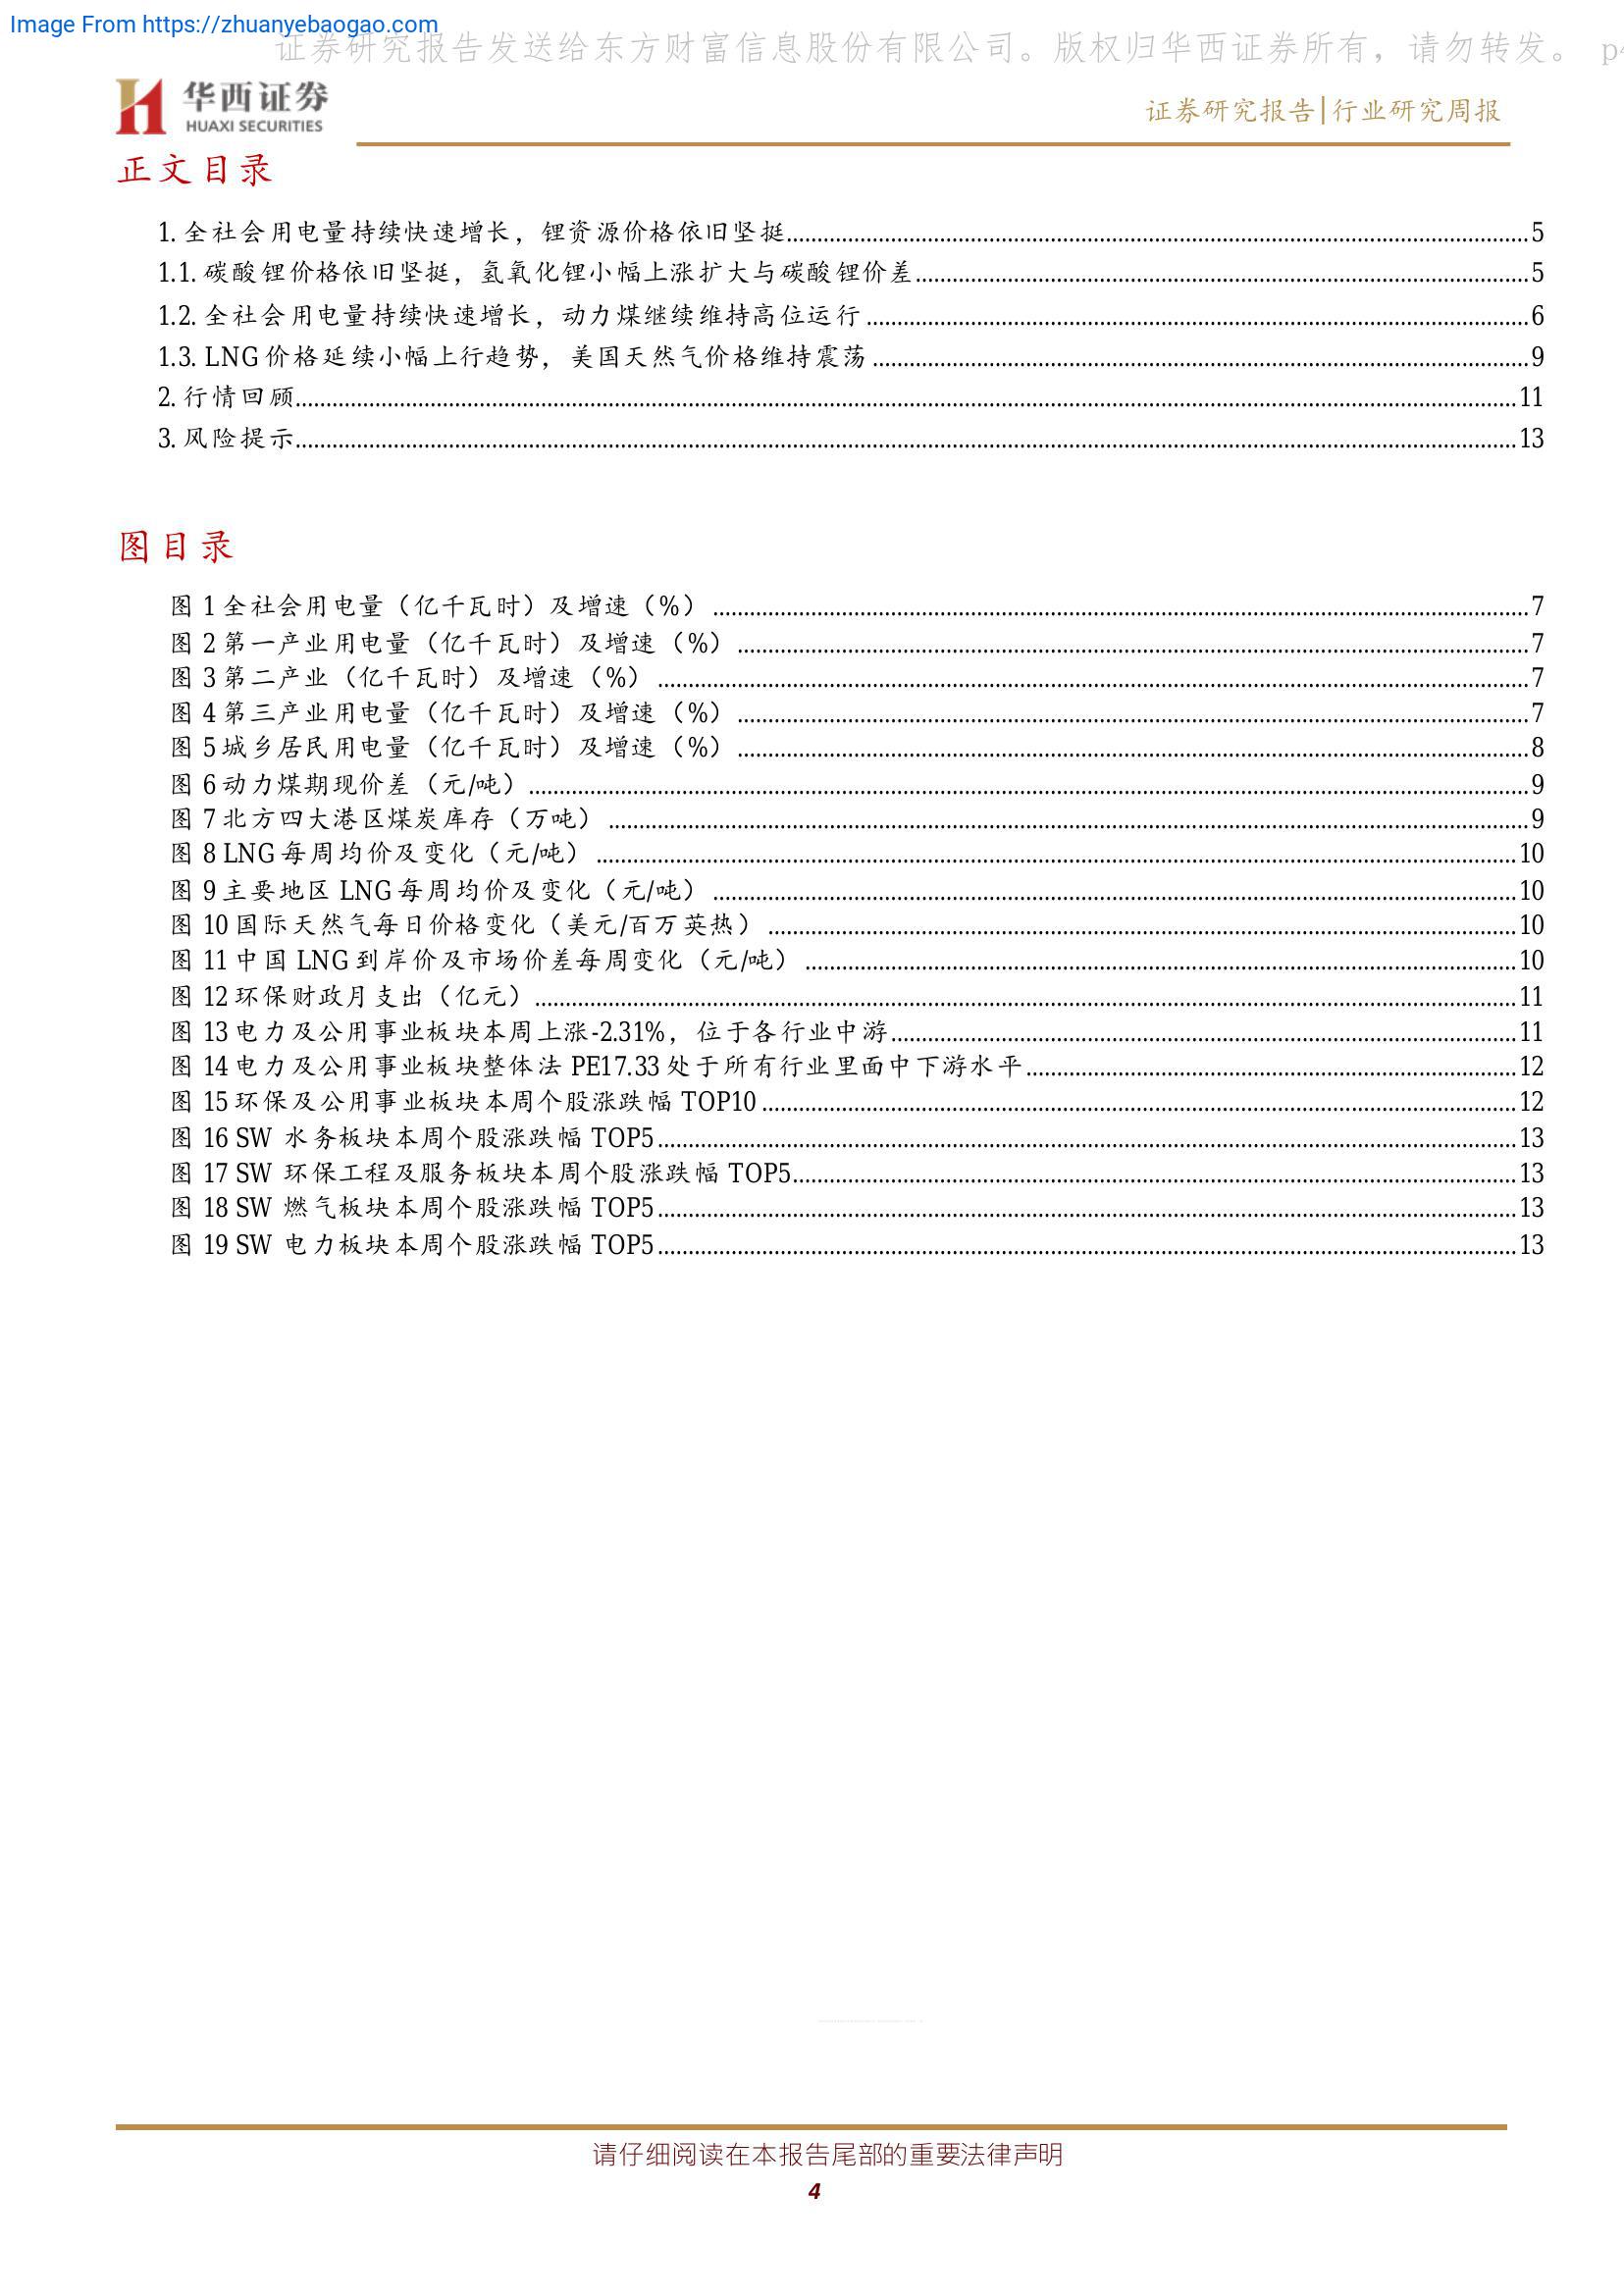 Image From https://zhuanyebaogao.com
证券研究报告发送给东方财富信息股份有限公司。版权归华西证券所有，请勿转发。 p4
华西证券
HUAXI SECURITIES
证券研究报告|行业研究周报
正文目录
1. 全社会用电量持续快速增长，锂资源价格依旧坚挺 5
1.1. 碳酸锂价格依旧坚挺，氢氧化锂小幅上涨扩大与碳酸锂价差 5
1.2. 全社会用电量持续快速增长，动力煤继续维持高位运行 6
1.3. LNG 价格延续小幅上行趋势，美国天然气价格维持震荡 9
2. 行情回顾 11
3. 风险提示 13
图目录
图 1 全社会用电量（亿千瓦时）及增速（%） 7
图 2 第一产业用电量（亿千瓦时）及增速（%） 7
图 3 第二产业（亿千瓦时）及增速（%） 7
图 4 第三产业用电量（亿千瓦时）及增速（%） 7
图 5 城乡居民用电量（亿千瓦时）及增速（%） 8
图 6 动力煤期现价差（元/吨） 9
图 7 北方四大港区煤炭库存（万吨） 9
图 8 LNG 每周均价及变化（元/吨） 10
图 9 主要地区 LNG 每周均价及变化（元/吨） 10
图 10 国际天然气每日价格变化（美元/百万英热） 10
图 11 中国 LNG 到岸价及市场价差每周变化（元/吨） 10
图 12 环保财政月支出（亿元） 11
图 13 电力及公用事业板块本周上涨-2.31%，位于各行业中游 11
图 14 电力及公用事业板块整体法 PE17.33 处于所有行业里面中下游水平 12
图 15 环保及公用事业板块本周个股涨跌幅 TOP10 12
图 16 SW 水务板块本周个股涨跌幅 TOP5 13
图 17 SW 环保工程及服务板块本周个股涨跌幅 TOP5 13
图 18 SW 燃气板块本周个股涨跌幅 TOP5 13
图 19 SW 电力板块本周个股涨跌幅 TOP5 13
请仔细阅读在本报告尾部的重要法律声明
4